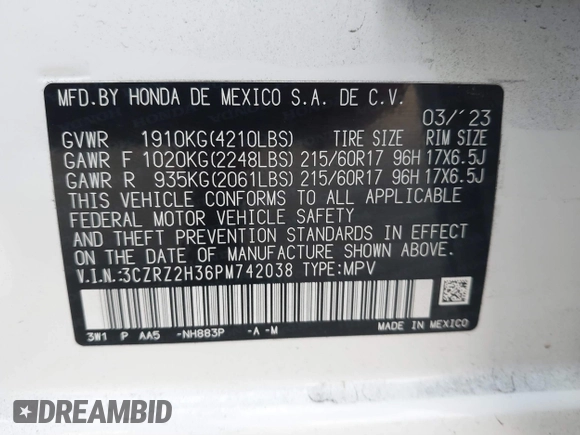 MFD.BY HONDA DE MEXICO S.A. DE C.V.
03/´23
GVWR 1910KG(4210LBS) TIRE SIZE RIM SIZE
GAWR F 1020KG(2248LBS) 215/60R17 96H 17X6.5J
GAWR R 935KG(2061LBS) 215/60R17 96H 17X6.5J
THIS VEHICLE CONFORMS TO ALL APPLICABLE
FEDERAL MOTOR VEHICLE SAFETY
AND THEFT PREVENTION STANDARDS IN EFFECT
ON THE DATE OF MANUFACTURE SHOWN ABOVE.
V.I.N.:3CZRZ2H36PM742038 TYPE:MPV
3W1 P AA5 -NH883P -A-M
MADE IN MEXICO
@DREAMBID